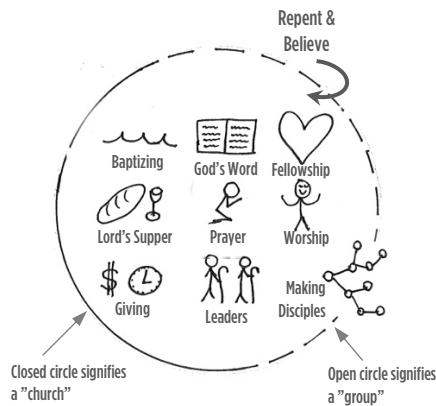 Repent &
Believe
Baptizing
God's Word
Fellowship
Lord's Supper
Prayer
Worship
Giving
Leaders
Making
Disciples
Closed circle signifies
a "church"
Open circle signifies
a "group"